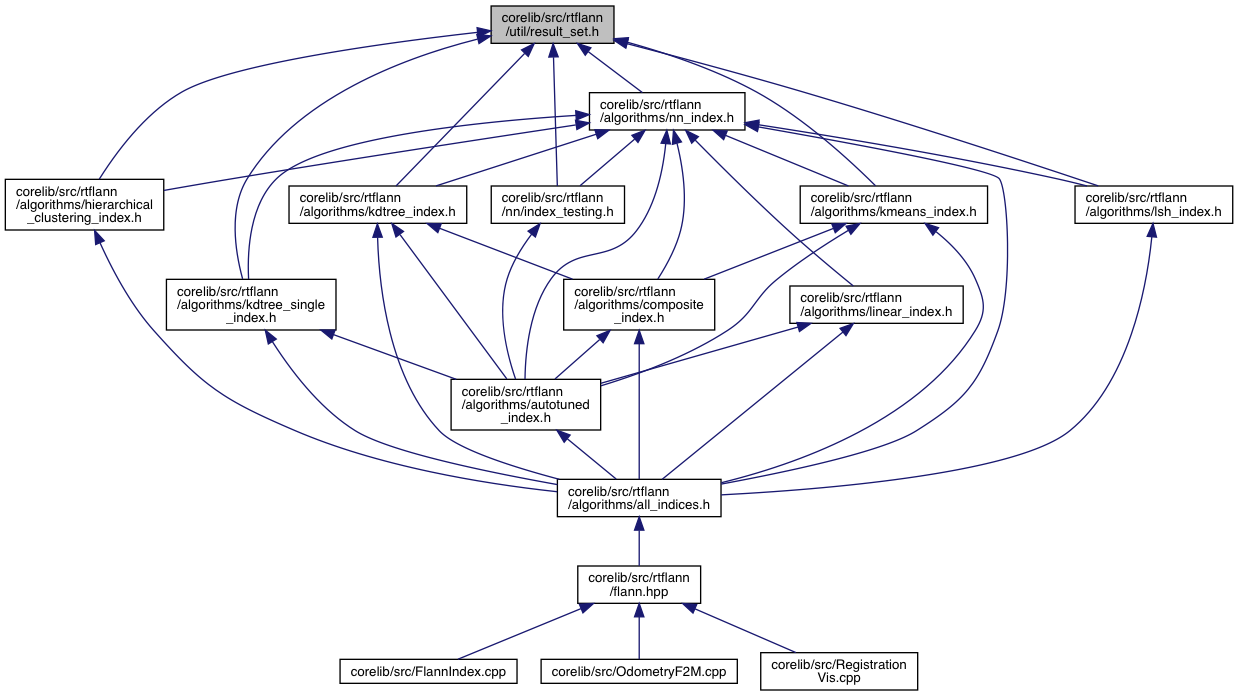 corelib/src/rtflann
/util/result_set.h
corelib/src/rtflann
/algorithms/nn_index.h
corelib/src/rtflann
/algorithms/hierarchical
_clustering_index.h
corelib/src/rtflann
/algorithms/kdtree_index.h
corelib/src/rtflann
/nn/index_testing.h
corelib/src/rtflann
/algorithms/kmeans_index.h
corelib/src/rtflann
/algorithms/lsh_index.h
corelib/src/rtflann
/algorithms/kdtree_single
_index.h
corelib/src/rtflann
/algorithms/composite
_index.h
corelib/src/rtflann
/algorithms/linear_index.h
corelib/src/rtflann
/algorithms/autotuned
_index.h
corelib/src/rtflann
/algorithms/all_indices.h
corelib/src/rtflann
/flann.hpp
corelib/src/FlannIndex.cpp
corelib/src/OdometryF2M.cpp
corelib/src/Registration
Vis.cpp